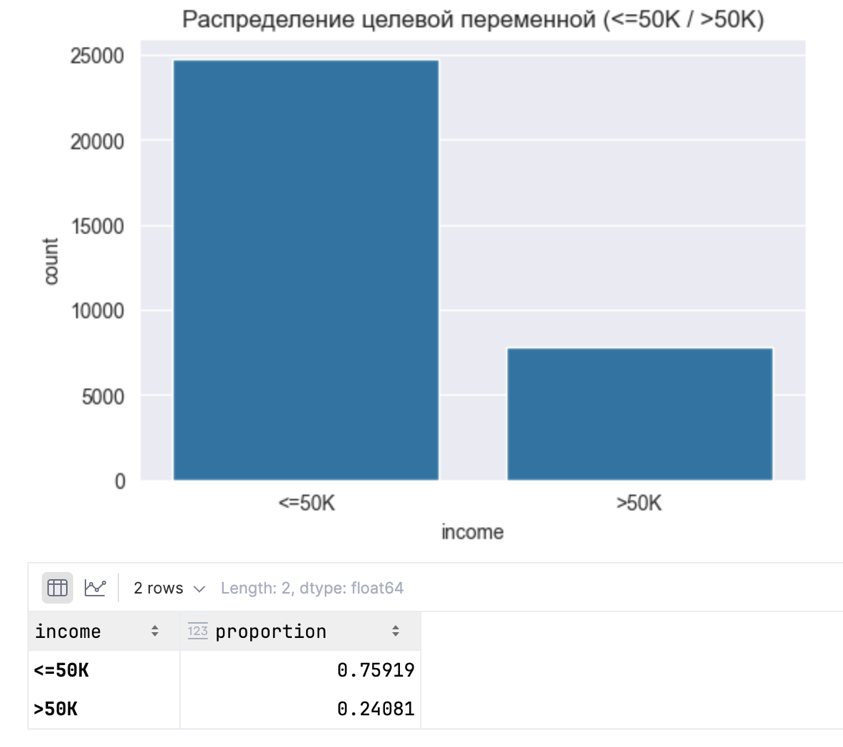 Распределение целевой переменной (<=50K / >50K)
25000
20000
15000
10000
5000
0
count
<=50K >50K
income
2 rows Length: 2, dtype: float64
income 123 proportion
<=50K 0.75919
>50K 0.24081